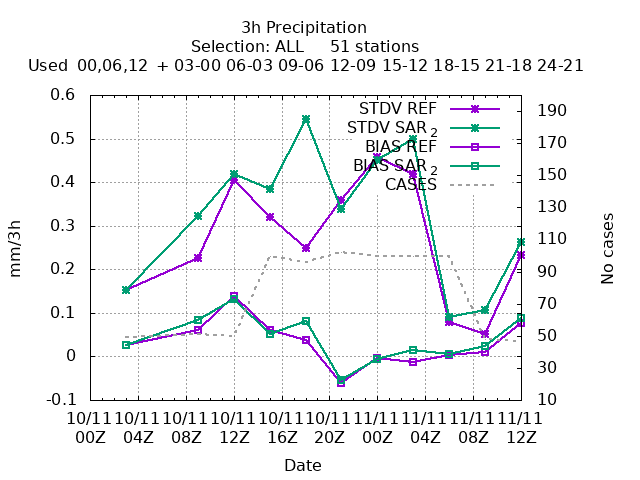 3h Precipitation
Selection: ALL 51 stations
Used 00,06,12 + 03-00 06-03 09-06 12-09 15-12 18-15 21-18 24-21
STDV REF
STDV SAR 2
BIAS REF
BIAS SAR 2
CASES
0.6
0.5
0.4
0.3
0.2
0.1
0
-0.1
mm/3h
190
170
150
130
110
90
70
50
30
10
No cases
10/11 10/11 10/11 10/11 10/11 10/11 11/11 11/11 11/11 11/11
00Z 04Z 08Z 12Z 16Z 20Z 00Z 04Z 08Z 12Z
Date